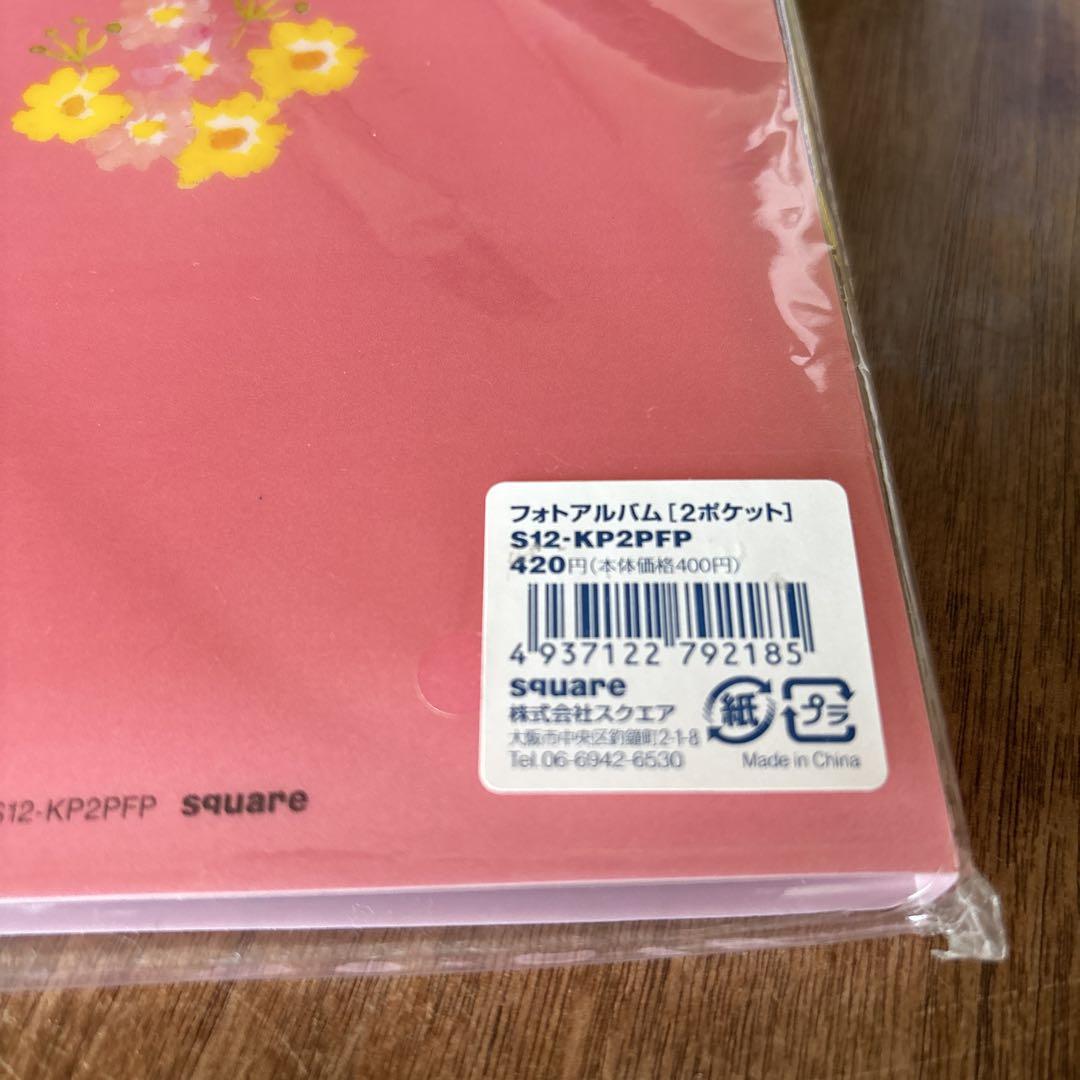 フォトアルバム[2ポケット]
S12-KP2PFP
420円(本体価格400円)
4 937122 792185
square
株式会社スクエア
大阪市中央区釣鐘町2-1-8
Tel.06-6942-6530
紙
プラ
Made in China
S12-KP2PFP square